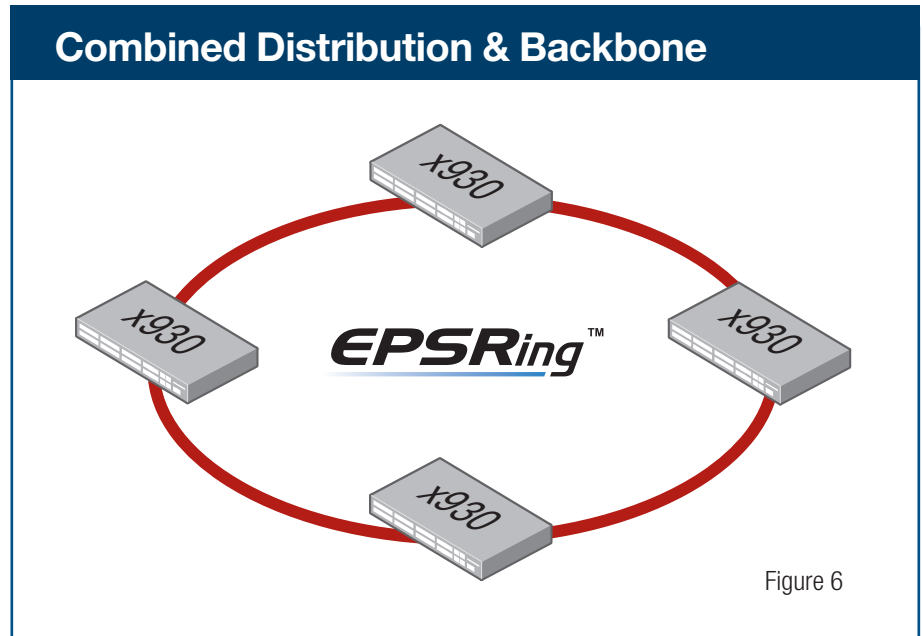 Combined Distribution & Backbone
x930
x930
EPSRing™
x930
x930
Figure 6